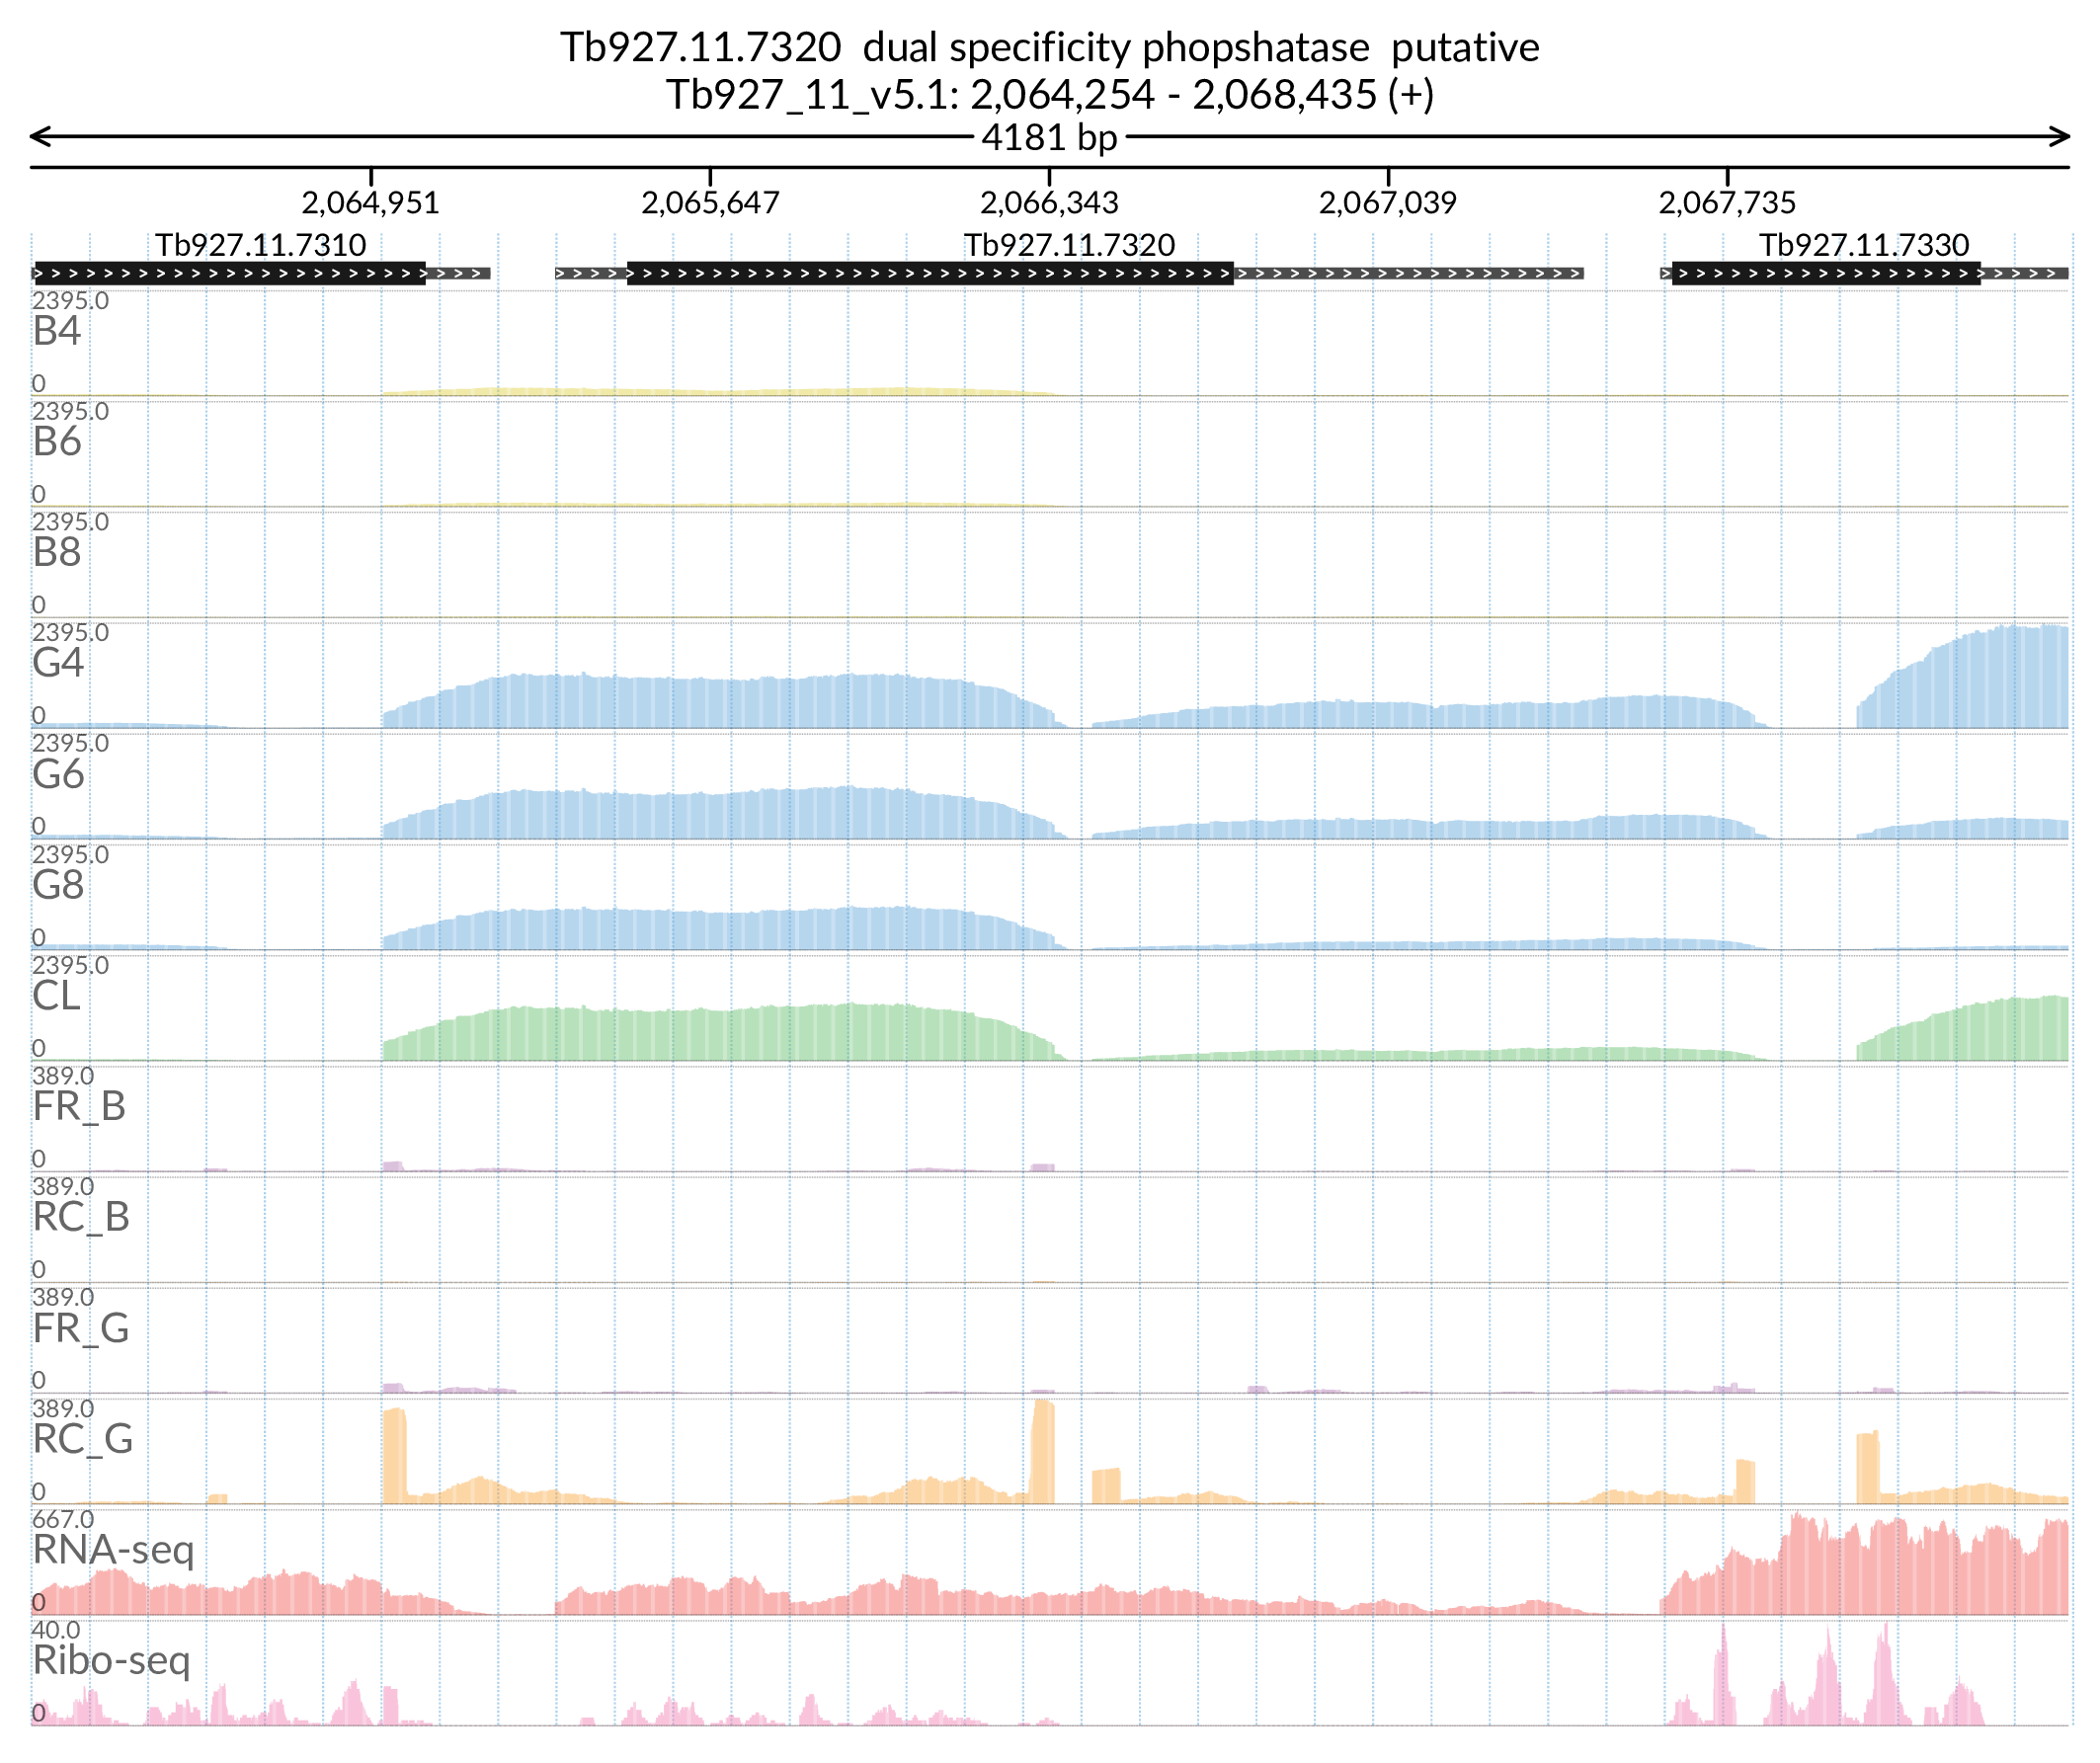 Tb927.11.7320 dual specificity phopshatase putative
Tb927_11_v5.1: 2,064,254 - 2,068,435 (+)
4181 bp
2,064,951 2,065,647 2,066,343 2,067,039 2,067,735
Tb927.11.7310 Tb927.11.7320 Tb927.11.7330
2395.0
B4
0
2395.0
B6
0
2395.0
B8
0
2395.0
G4
0
2395.0
G6
0
2395.0
G8
0
2395.0
CL
0
389.0
FR_B
0
389.0
RC_B
0
389.0
FR_G
0
389.0
RC_G
0
667.0
RNA-seq
0
40.0
Ribo-seq
0